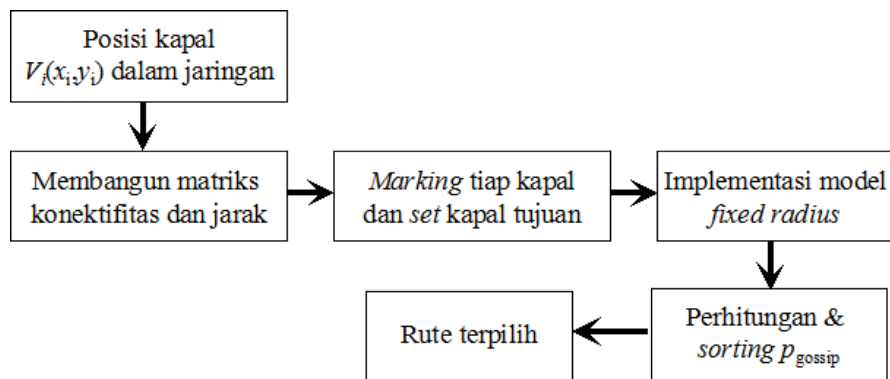 Posisi kapal
Vi(xi,yi) dalam jaringan
Membangun matriks
konektifitas dan jarak
Marking tiap kapal
dan set kapal tujuan
Implementasi model
fixed radius
Perhitungan &
sorting pgossip
Rute terpilih